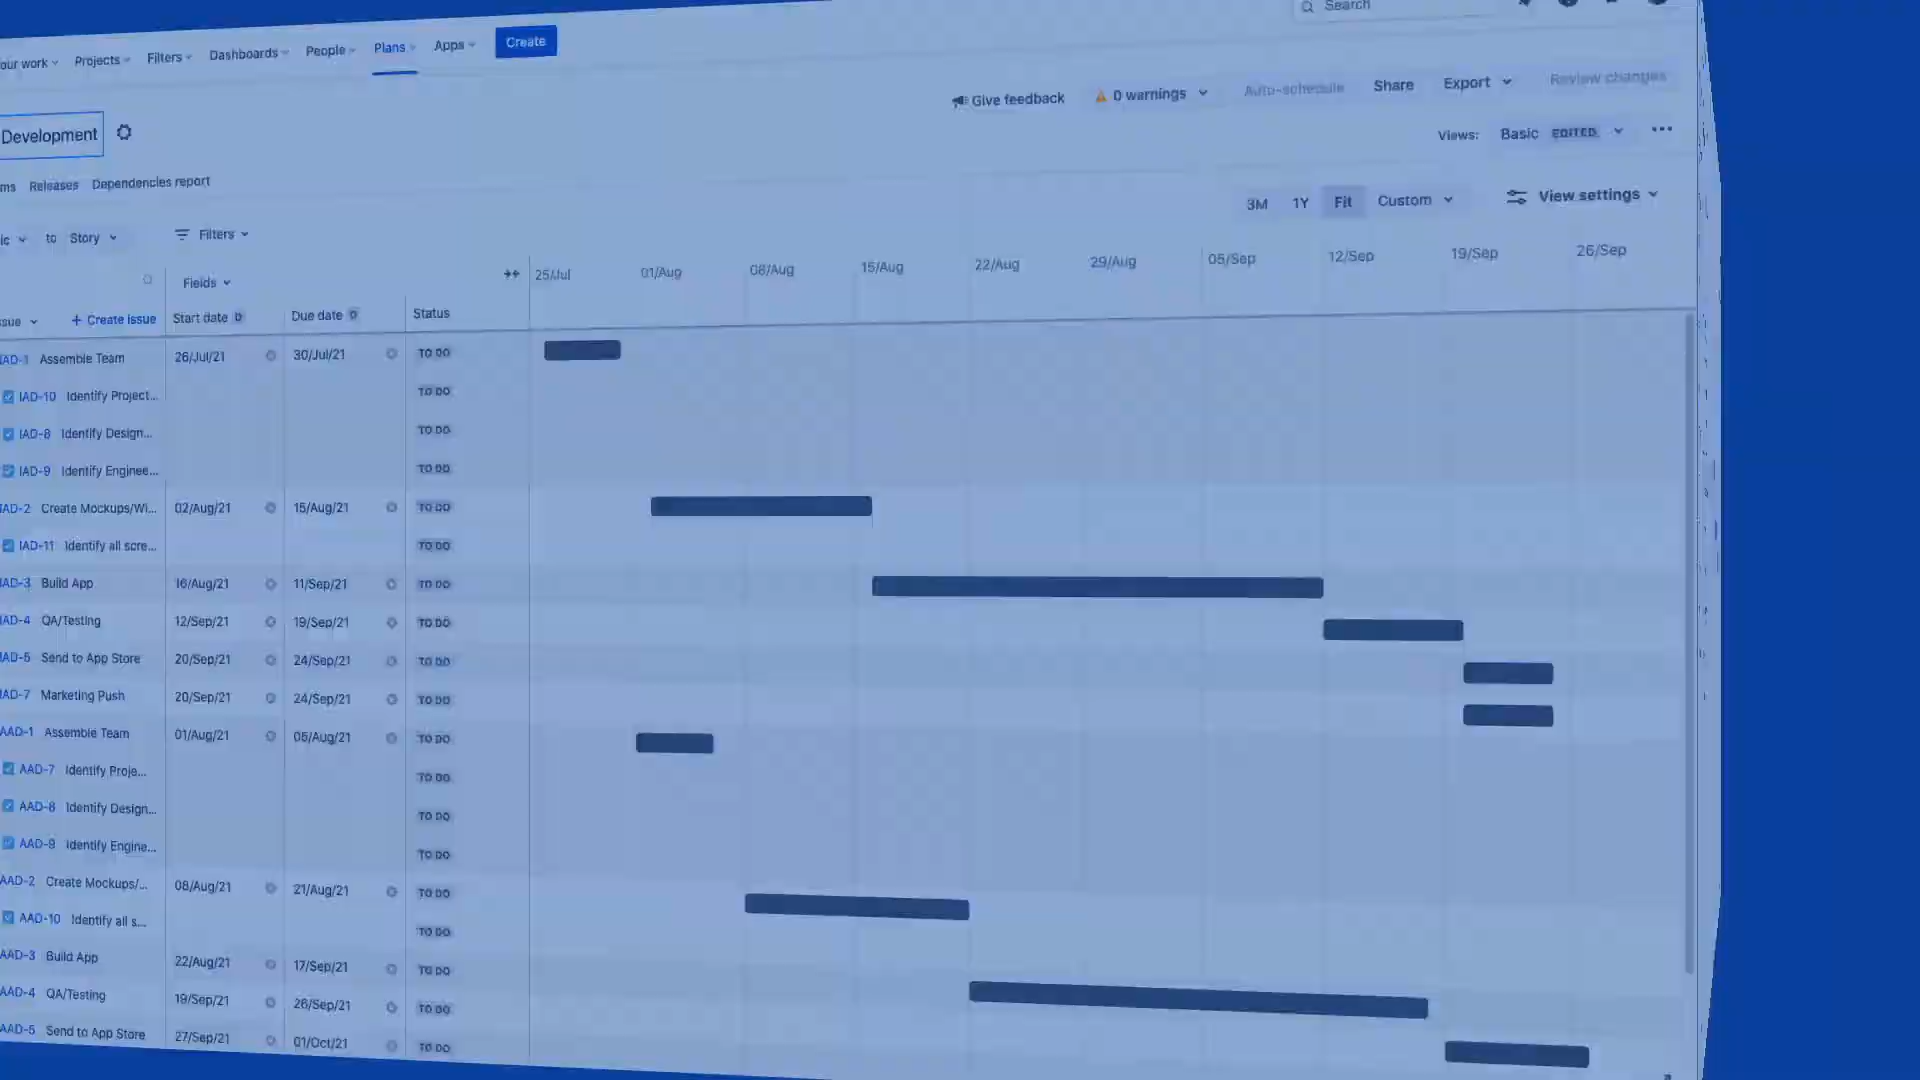 our work Projects Filters Dashboards People Plans Apps Create Search
Give feedback 0 warnings Auto-schedule Share Export Review changes
Development
Views: Basic EDITED
ms Releases Dependencies report
3M 1Y Fit Custom View settings
ic to Story Filters
Fields 25/Jul 01/Aug 08/Aug 15/Aug 22/Aug 29/Aug 05/Sep 12/Sep 19/Sep 26/Sep
ssue + Create issue Start date D Due date D Status
IAD-1 Assemble Team 26/Jul/21 30/Jul/21 TO DO
IAD-10 Identify Project... TO DO
IAD-8 Identify Design... TO DO
IAD-9 Identify Enginee... TO DO
IAD-2 Create Mockups/Wi... 02/Aug/21 15/Aug/21 TO DO
IAD-11 Identify all scre... TO DO
IAD-3 Build App 16/Aug/21 11/Sep/21 TO DO
IAD-4 QA/Testing 12/Sep/21 19/Sep/21 TO DO
IAD-5 Send to App Store 20/Sep/21 24/Sep/21 TO DO
IAD-7 Marketing Push 20/Sep/21 24/Sep/21 TO DO
AAD-1 Assemble Team 01/Aug/21 05/Aug/21 TO DO
AAD-7 Identify Proje... TO DO
AAD-8 Identify Design... TO DO
AAD-9 Identify Engine... TO DO
AAD-2 Create Mockups/... 08/Aug/21 21/Aug/21 TO DO
AAD-10 Identify all s... TO DO
AAD-3 Build App 22/Aug/21 17/Sep/21 TO DO
AAD-4 QA/Testing 19/Sep/21 26/Sep/21 TO DO
AAD-5 Send to App Store 27/Sep/21 01/Oct/21 TO DO